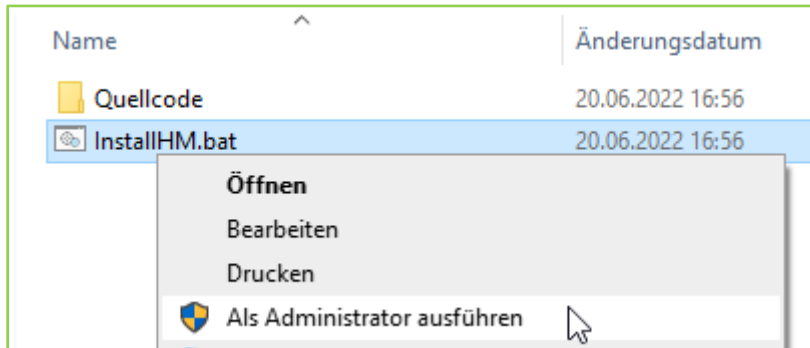 Name Änderungsdatum
Quellcode 20.06.2022 16:56
InstallHM.bat 20.06.2022 16:56
Öffnen
Bearbeiten
Drucken
Als Administrator ausführen